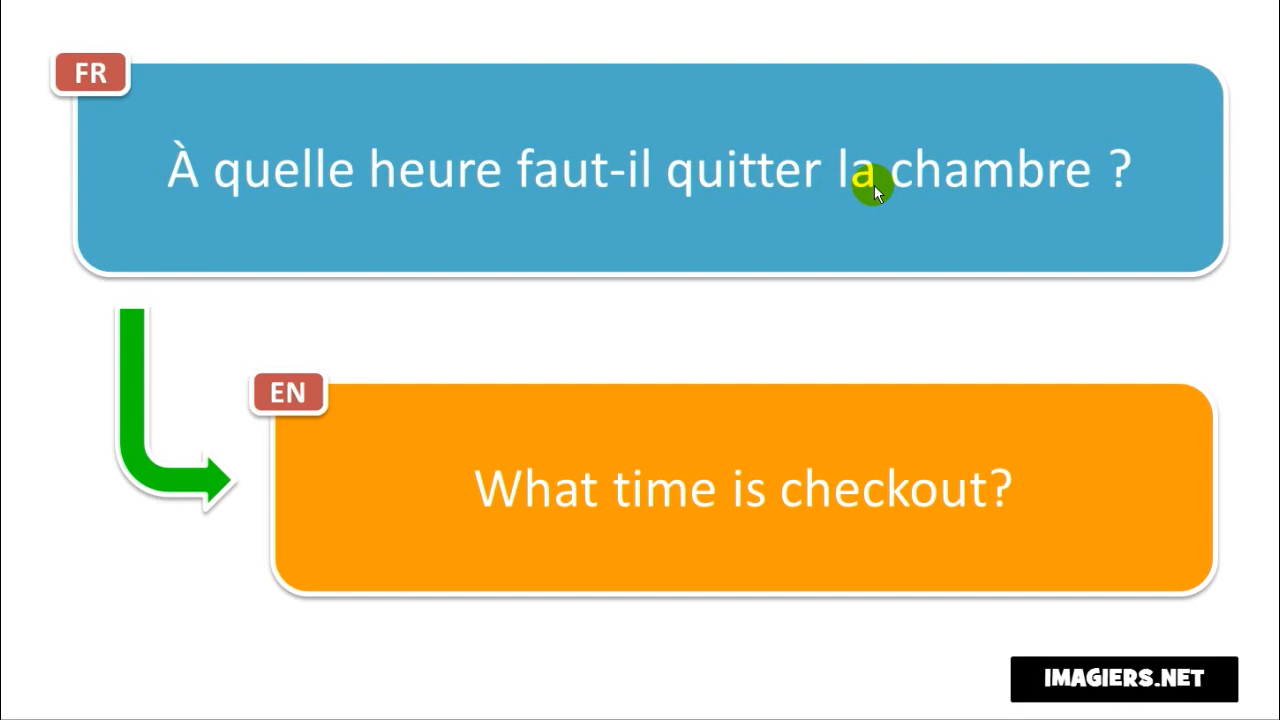 FR
À quelle heure faut-il quitter la chambre ?
EN
What time is checkout?
IMAGIERS.NET